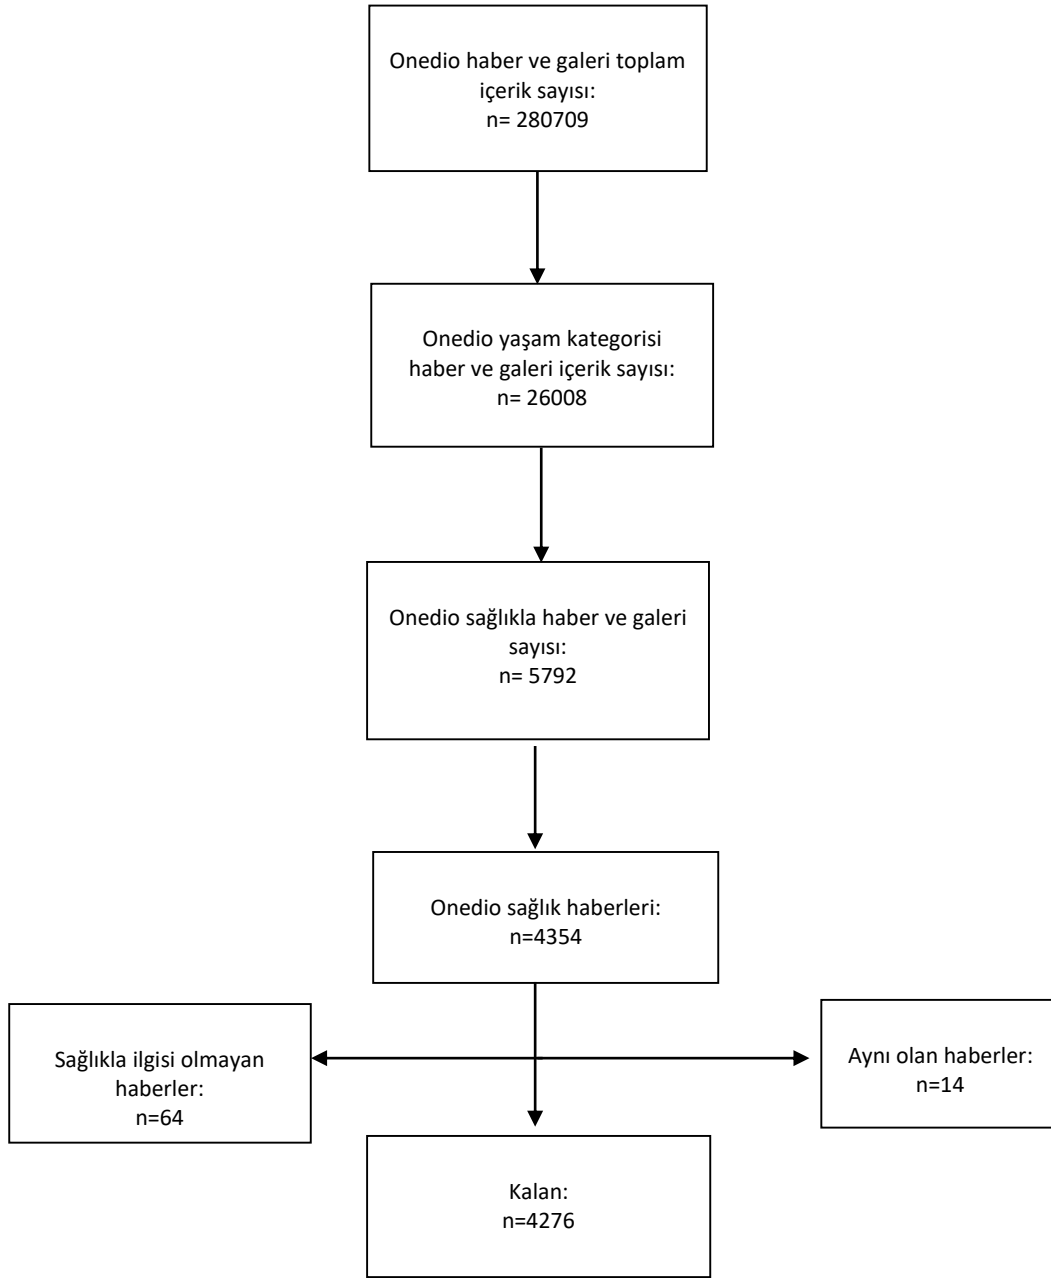 Onedio haber ve galeri toplam
içerik sayısı:
n= 280709
Onedio yaşam kategorisi
haber ve galeri içerik sayısı:
n= 26008
Onedio sağlıkla haber ve galeri
sayısı:
n= 5792
Onedio sağlık haberleri:
n=4354
Sağlıkla ilgisi olmayan
haberler:
n=64
Aynı olan haberler:
n=14
Kalan:
n=4276